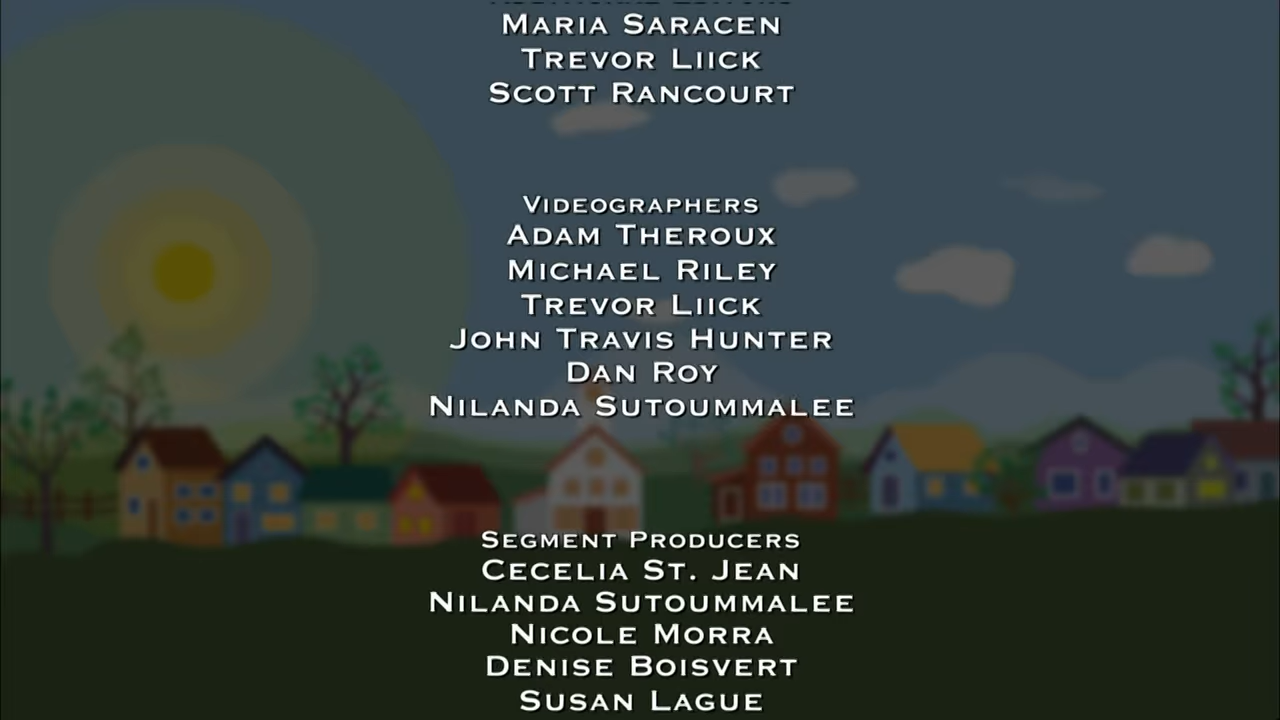 MARIA SARACEN
TREVOR LIICK
SCOTT RANCOURT
VIDEOGRAPHERS
ADAM THEROUX
MICHAEL RILEY
TREVOR LIICK
JOHN TRAVIS HUNTER
DAN ROY
NILANDA SUTOUMMALEE
SEGMENT PRODUCERS
CECELIA ST. JEAN
NILANDA SUTOUMMALEE
NICOLE MORRA
DENISE BOISVERT
SUSAN LAGUE